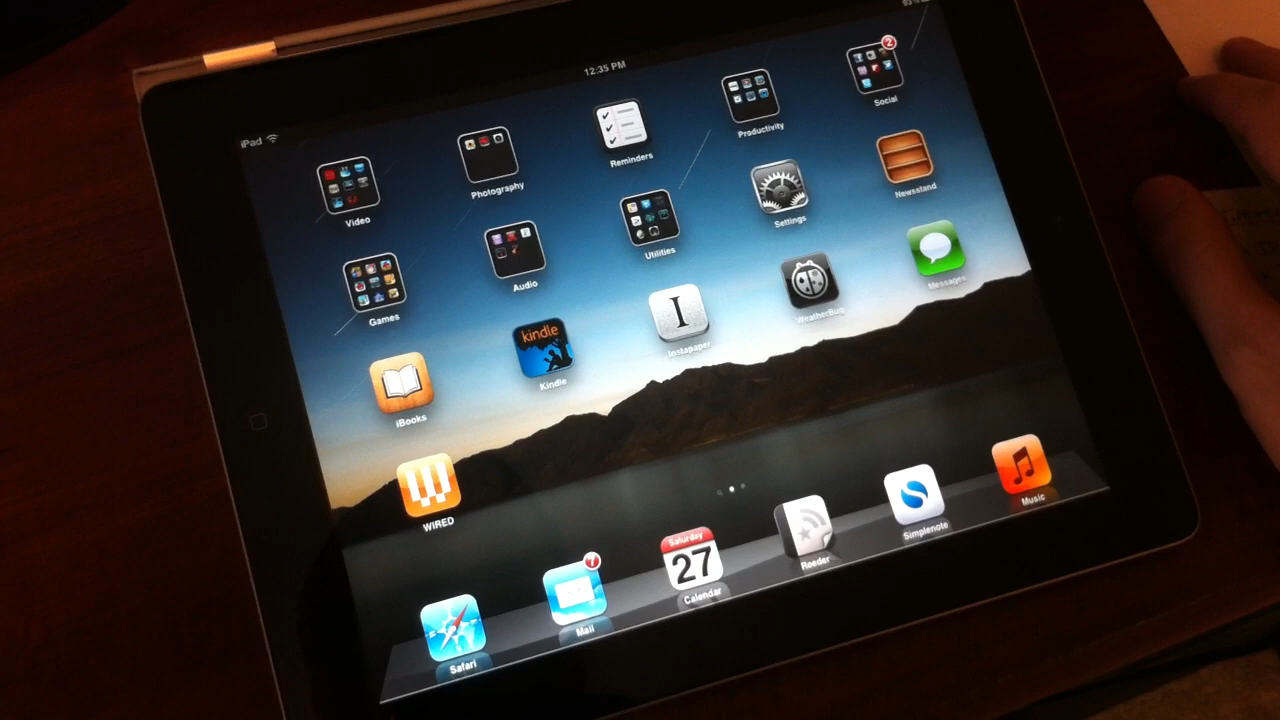 iPad
12:35 PM
Video
Photography
Reminders
Productivity
2
Social
Games
Audio
Utilities
Settings
Newsstand
iBooks
kindle
Kindle
I
Instapaper
WeatherBug
Messages
WIRED
Safari
7
Mail
Saturday
27
Calendar
Reeder
Simplenote
Music